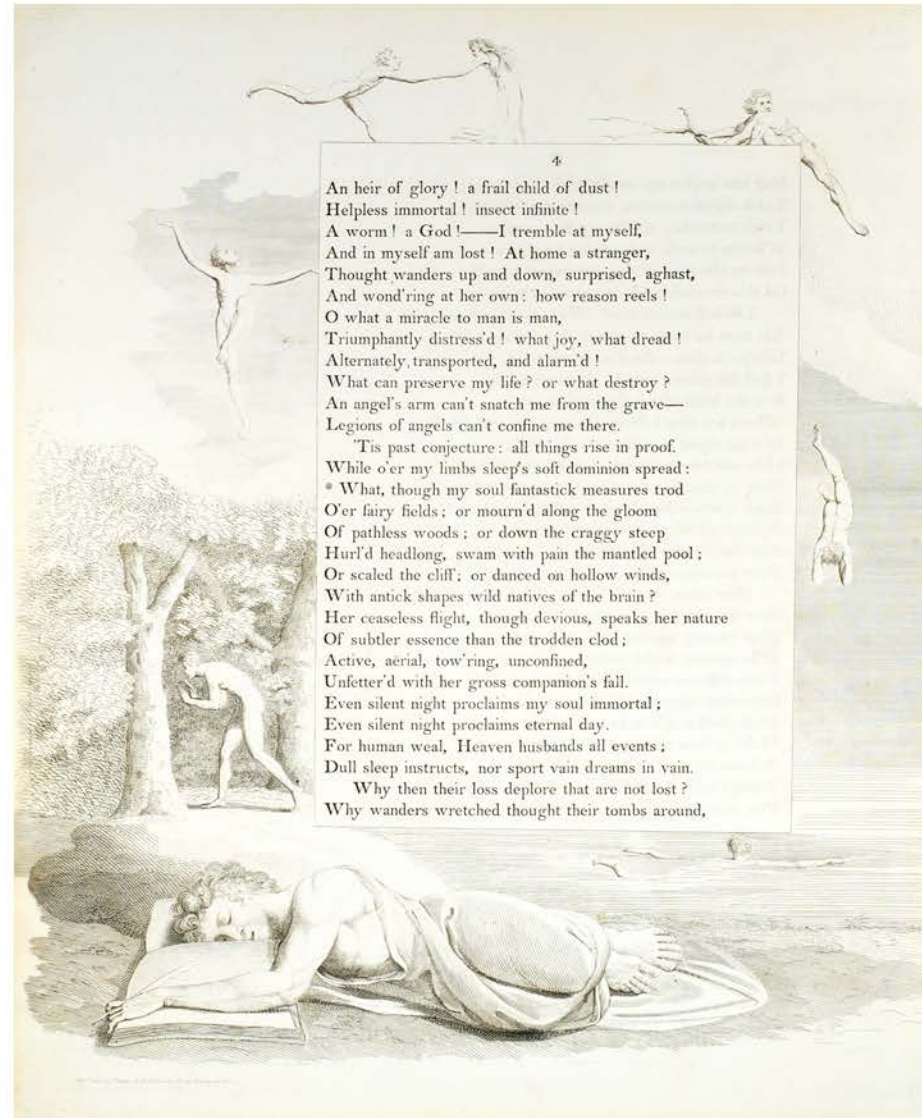 4
An heir of glory ! a frail child of dust !
Helpless immortal ! insect infinite !
A worm ! a God !——I tremble at myself,
And in myself am lost ! At home a stranger,
Thought wanders up and down, surprised, aghast,
And wond'ring at her own : how reason reels !
O what a miracle to man is man,
Triumphantly distress'd ! what joy, what dread !
Alternately, transported, and alarm'd !
What can preserve my life ? or what destroy ?
An angel's arm can't snatch me from the grave—
Legions of angels can't confine me there.
'Tis past conjecture : all things rise in proof.
While o'er my limbs sleep's soft dominion spread :
* What, though my soul fantastick measures trod
O'er fairy fields ; or mourn'd along the gloom
Of pathless woods ; or down the craggy steep
Hurl'd headlong, swam with pain the mantled pool ;
Or scaled the cliff ; or danced on hollow winds,
With antick shapes wild natives of the brain ?
Her ceaseless flight, though devious, speaks her nature
Of subtler essence than the trodden clod ;
Active, aërial, tow'ring, unconfined,
Unfetter'd with her gross companion's fall.
Even silent night proclaims my soul immortal ;
Even silent night proclaims eternal day.
For human weal, Heaven husbands all events ;
Dull sleep instructs, nor sport vain dreams in vain.
Why then their loss deplore that are not lost ?
Why wanders wretched thought their tombs around,